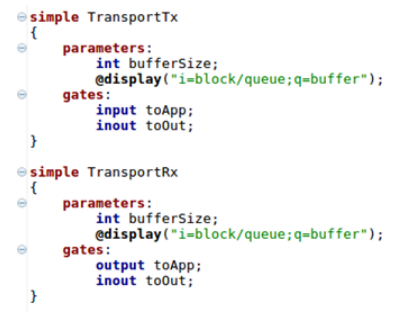 simple TransportTx
{
    parameters:
        int bufferSize;
        @display("i=block/queue;q=buffer");
    gates:
        input toApp;
        inout toOut;
}
simple TransportRx
{
    parameters:
        int bufferSize;
        @display("i=block/queue;q=buffer");
    gates:
        output toApp;
        inout toOut;
}